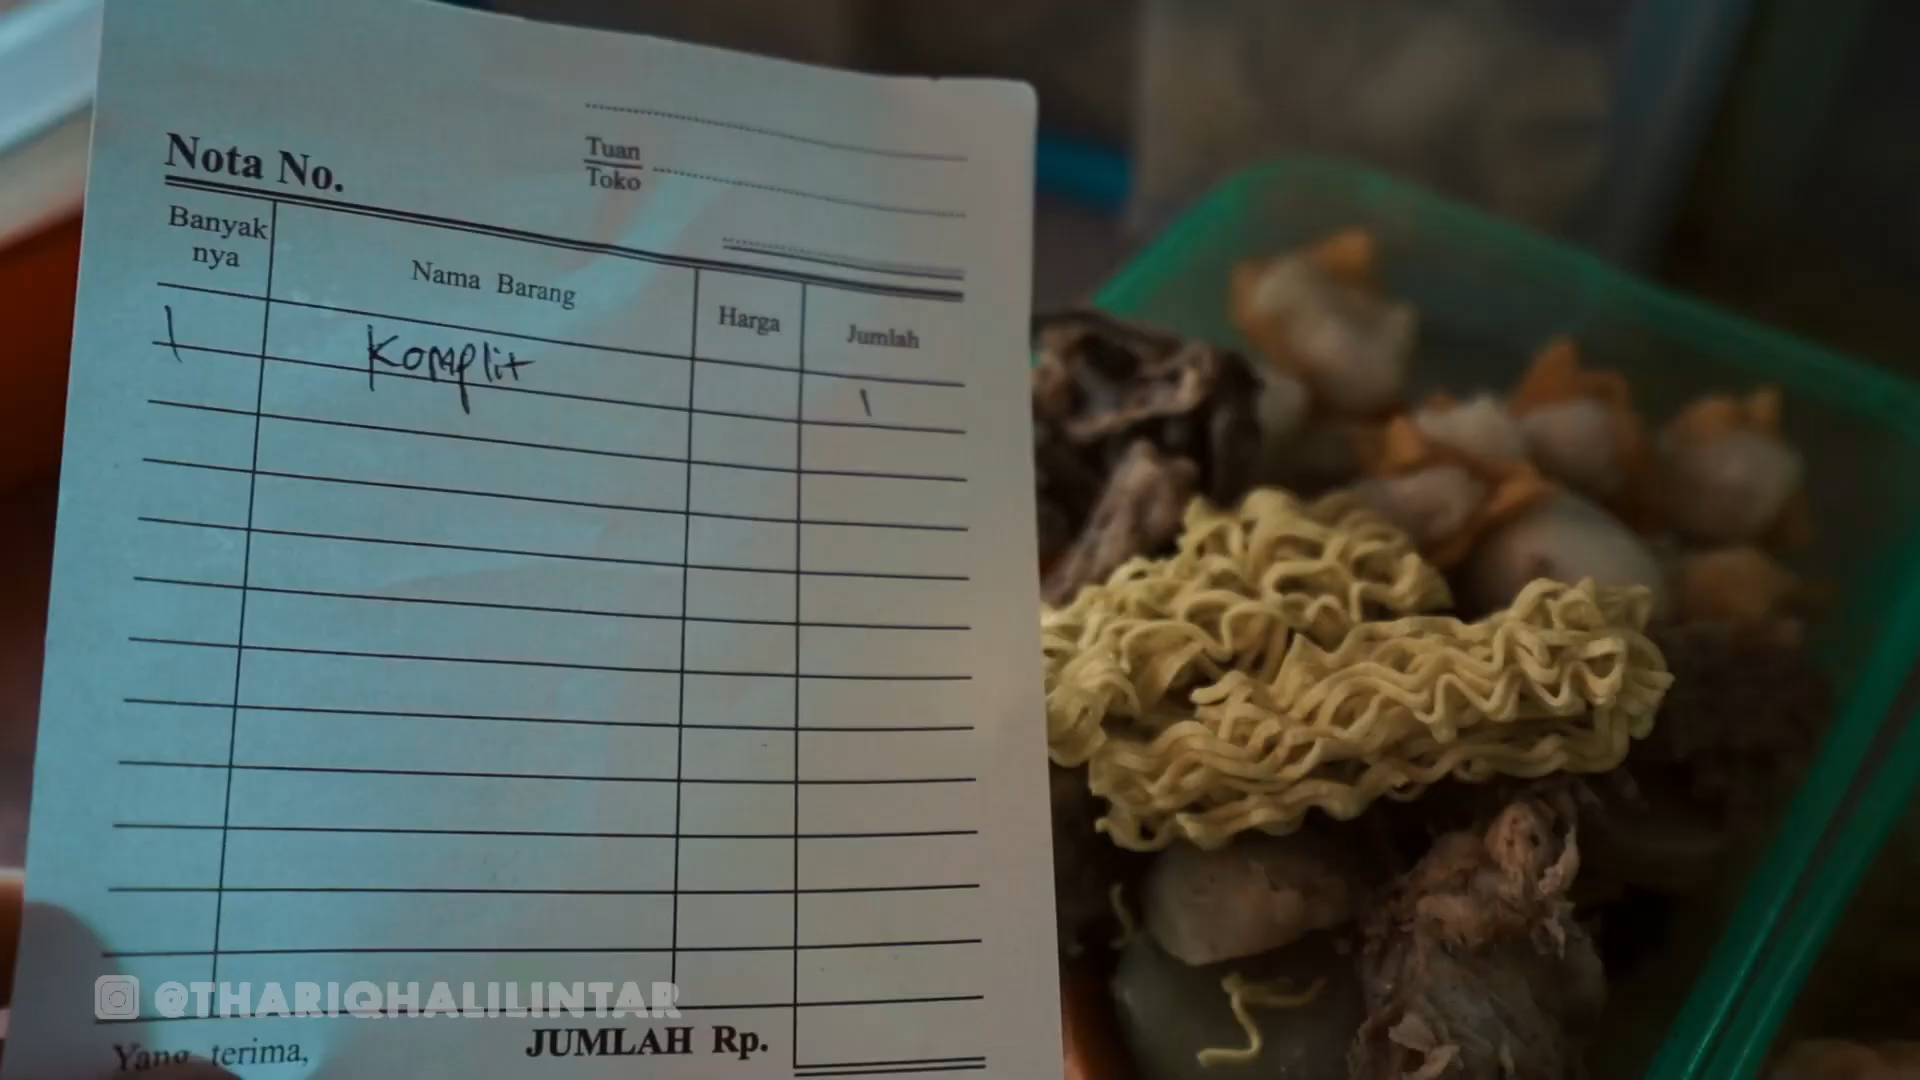 Nota No.
Tuan
Toko
Banyak nya
Nama Barang
Harga
Jumlah
1 Komplit 1
@THARIQHALILINTAR
JUMLAH Rp.
Yang terima,